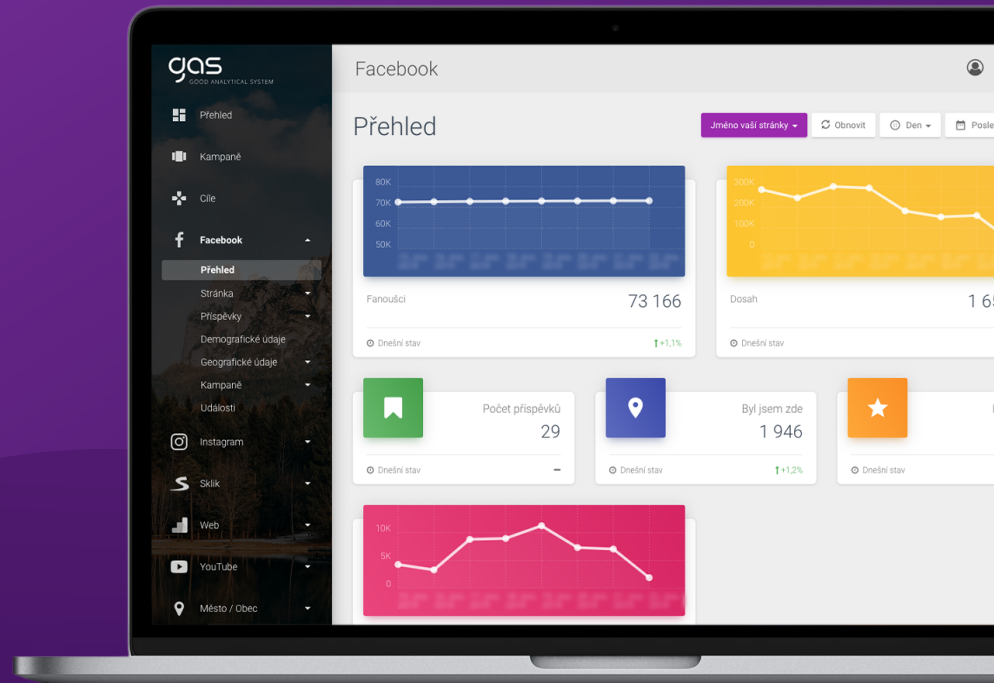 gas
GOOD ANALYTICAL SYSTEM
Přehled
Kampaně
Cíle
Facebook
Přehled
Stránka
Příspěvky
Demografické údaje
Geografické údaje
Kampaně
Události
Instagram
Sklik
Web
YouTube
Město / Obec
Facebook
Přehled
Jméno vaší stránky
Obnovit
Den
Posle
80K
70K
60K
50K
Fanoušci
73 166
Dnešní stav
+1,1%
300K
200K
100K
0
Dosah
1 65
Dnešní stav
Počet příspěvků
29
Dnešní stav
Byl jsem zde
1 946
Dnešní stav
+1,2%
Dnešní stav
10K
5K
0